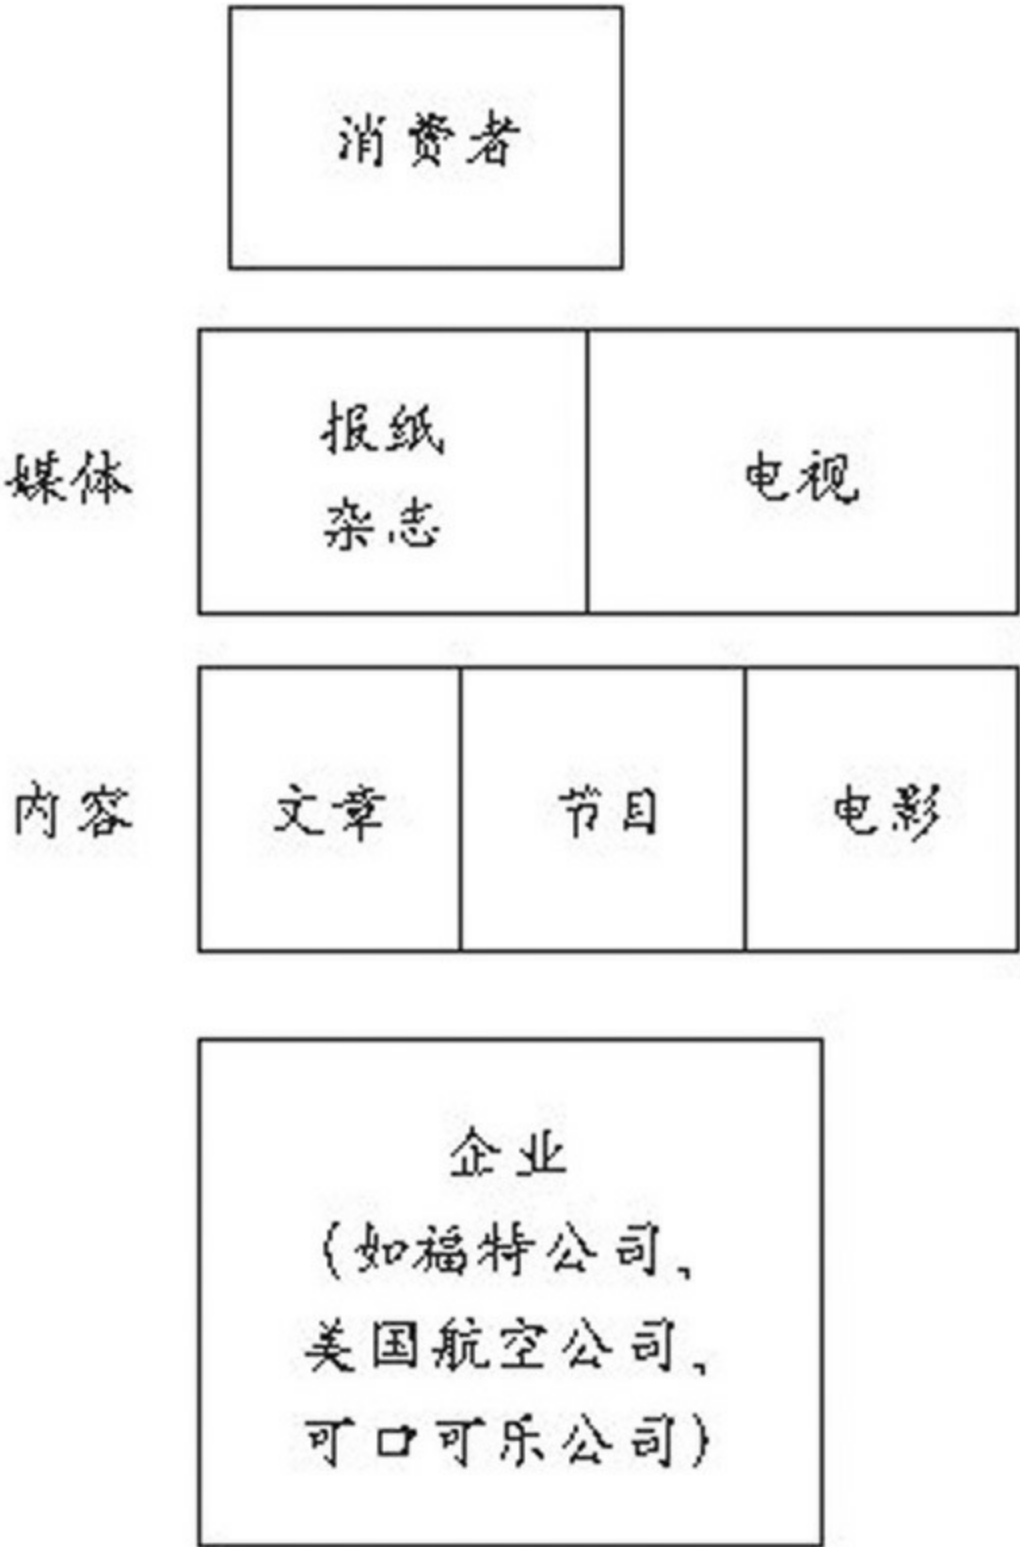 消费者
媒体
报纸
杂志
电视
内容
文章
节目
电影
企业
(如福特公司、
美国航空公司、
可口可乐公司)